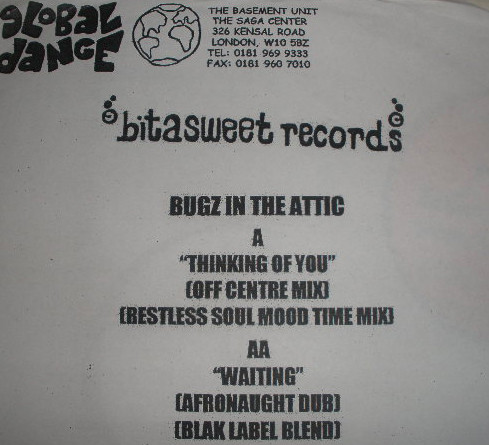 GLOBAL
DANCE
THE BASEMENT UNIT
THE SAGA CENTER
326 KENSAL ROAD
LONDON, W10 5BZ
TEL: 0181 969 9333
FAX: 0181 960 7010
bitasweet records
BUGZ IN THE ATTIC
A
"THINKING OF YOU"
(OFF CENTRE MIX)
(RESTLESS SOUL MOOD TIME MIX)
AA
"WAITING"
(AFRONAUGHT DUB)
(BLAK LABEL BLEND)